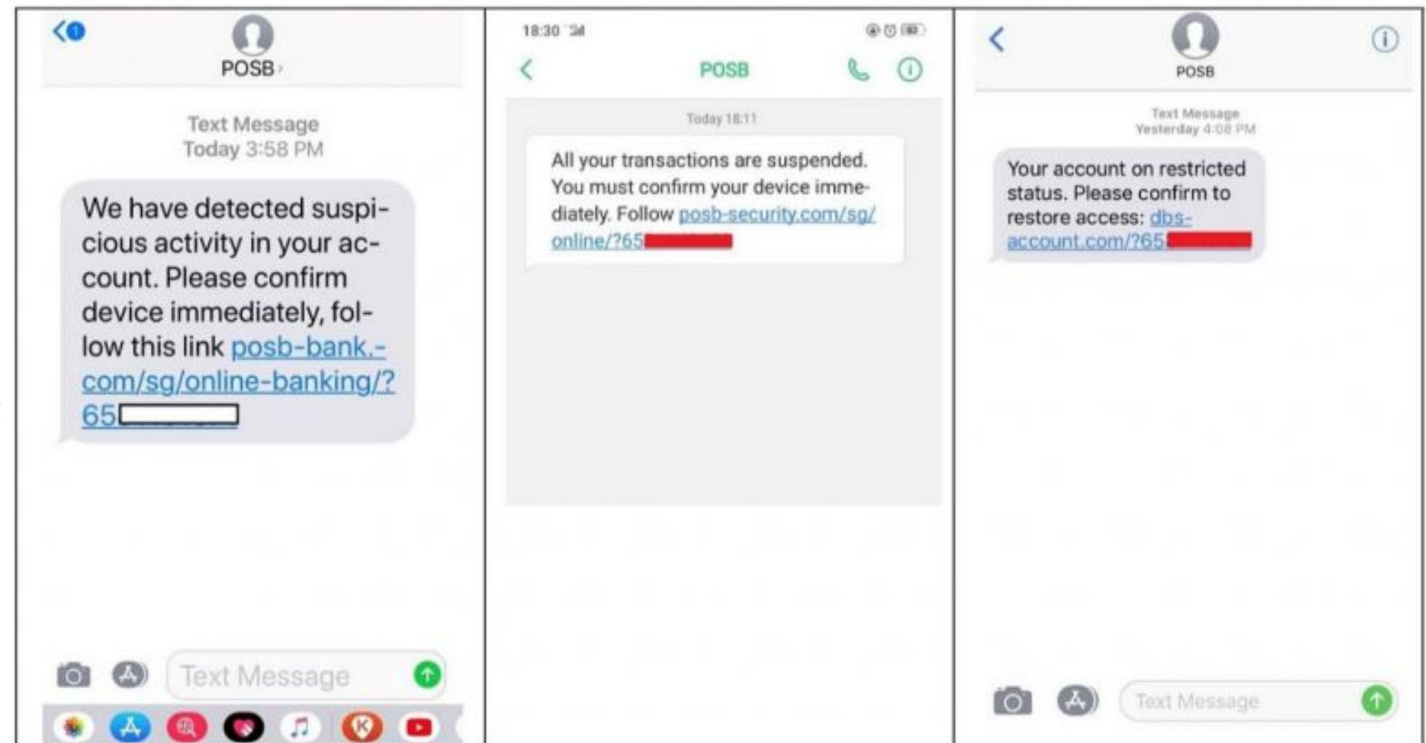 POSB
Text Message
Today 3:58 PM
We have detected suspi-
cious activity in your ac-
count. Please confirm
device immediately, fol-
low this link posb-bank.-
com/sg/online-banking/?
65
Text Message
18:30
POSB
Today 18:11
All your transactions are suspended.
You must confirm your device imme-
diately. Follow posb-security.com/sg/
online/?65
POSB
Text Message
Yesterday 4:08 PM
Your account on restricted
status. Please confirm to
restore access: dbs-
account.com/?65
Text Message